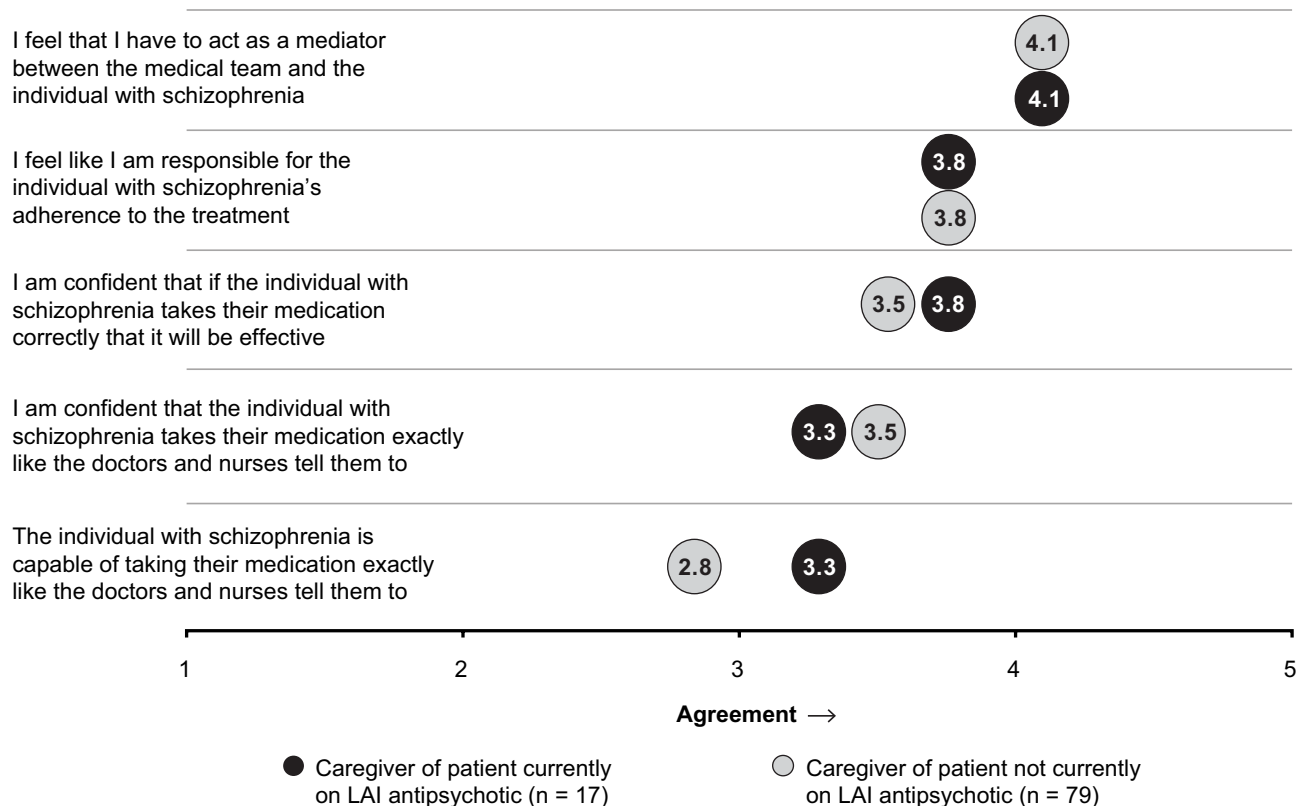 I feel that I have to act as a mediator
between the medical team and the
individual with schizophrenia
4.1
4.1
I feel like I am responsible for the
individual with schizophrenia’s
adherence to the treatment
3.8
3.8
I am confident that if the individual with
schizophrenia takes their medication
correctly that it will be effective
3.5 3.8
I am confident that the individual with
schizophrenia takes their medication exactly
like the doctors and nurses tell them to
3.3 3.5
The individual with schizophrenia is
capable of taking their medication exactly
like the doctors and nurses tell them to
2.8 3.3
1 2 3 4 5
Agreement →
Caregiver of patient currently
on LAI antipsychotic (n = 17)
Caregiver of patient not currently
on LAI antipsychotic (n = 79)